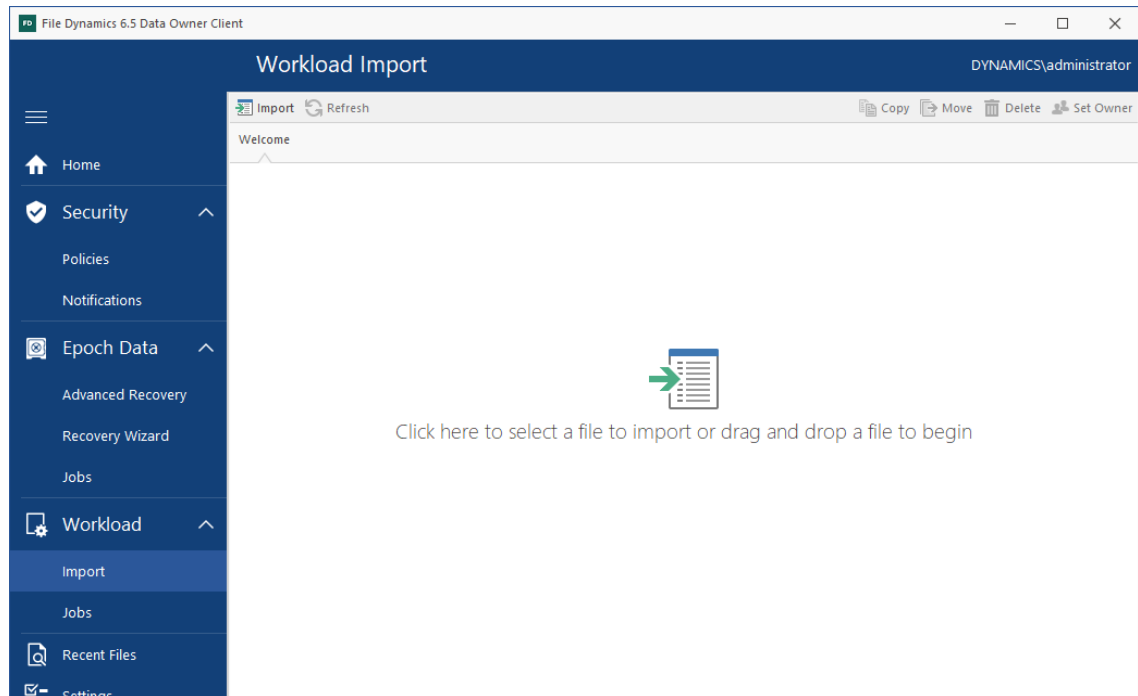 FD File Dynamics 6.5 Data Owner Client
Workload Import
DYNAMICS\administrator
Import Refresh Copy Move Delete Set Owner
Welcome
Home
Security
Policies
Notifications
Epoch Data
Advanced Recovery
Recovery Wizard
Jobs
Workload
Import
Jobs
Recent Files
Settings
Click here to select a file to import or drag and drop a file to begin